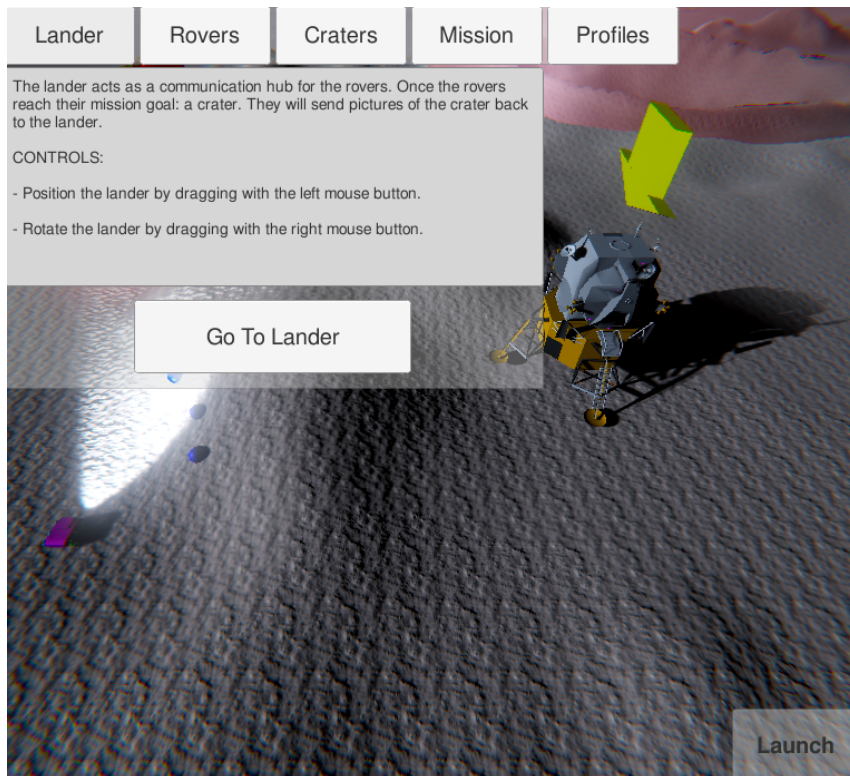 Lander
Rovers
Craters
Mission
Profiles
The lander acts as a communication hub for the rovers. Once the rovers
reach their mission goal: a crater. They will send pictures of the crater back
to the lander.
CONTROLS:
- Position the lander by dragging with the left mouse button.
- Rotate the lander by dragging with the right mouse button.
Go To Lander
Launch